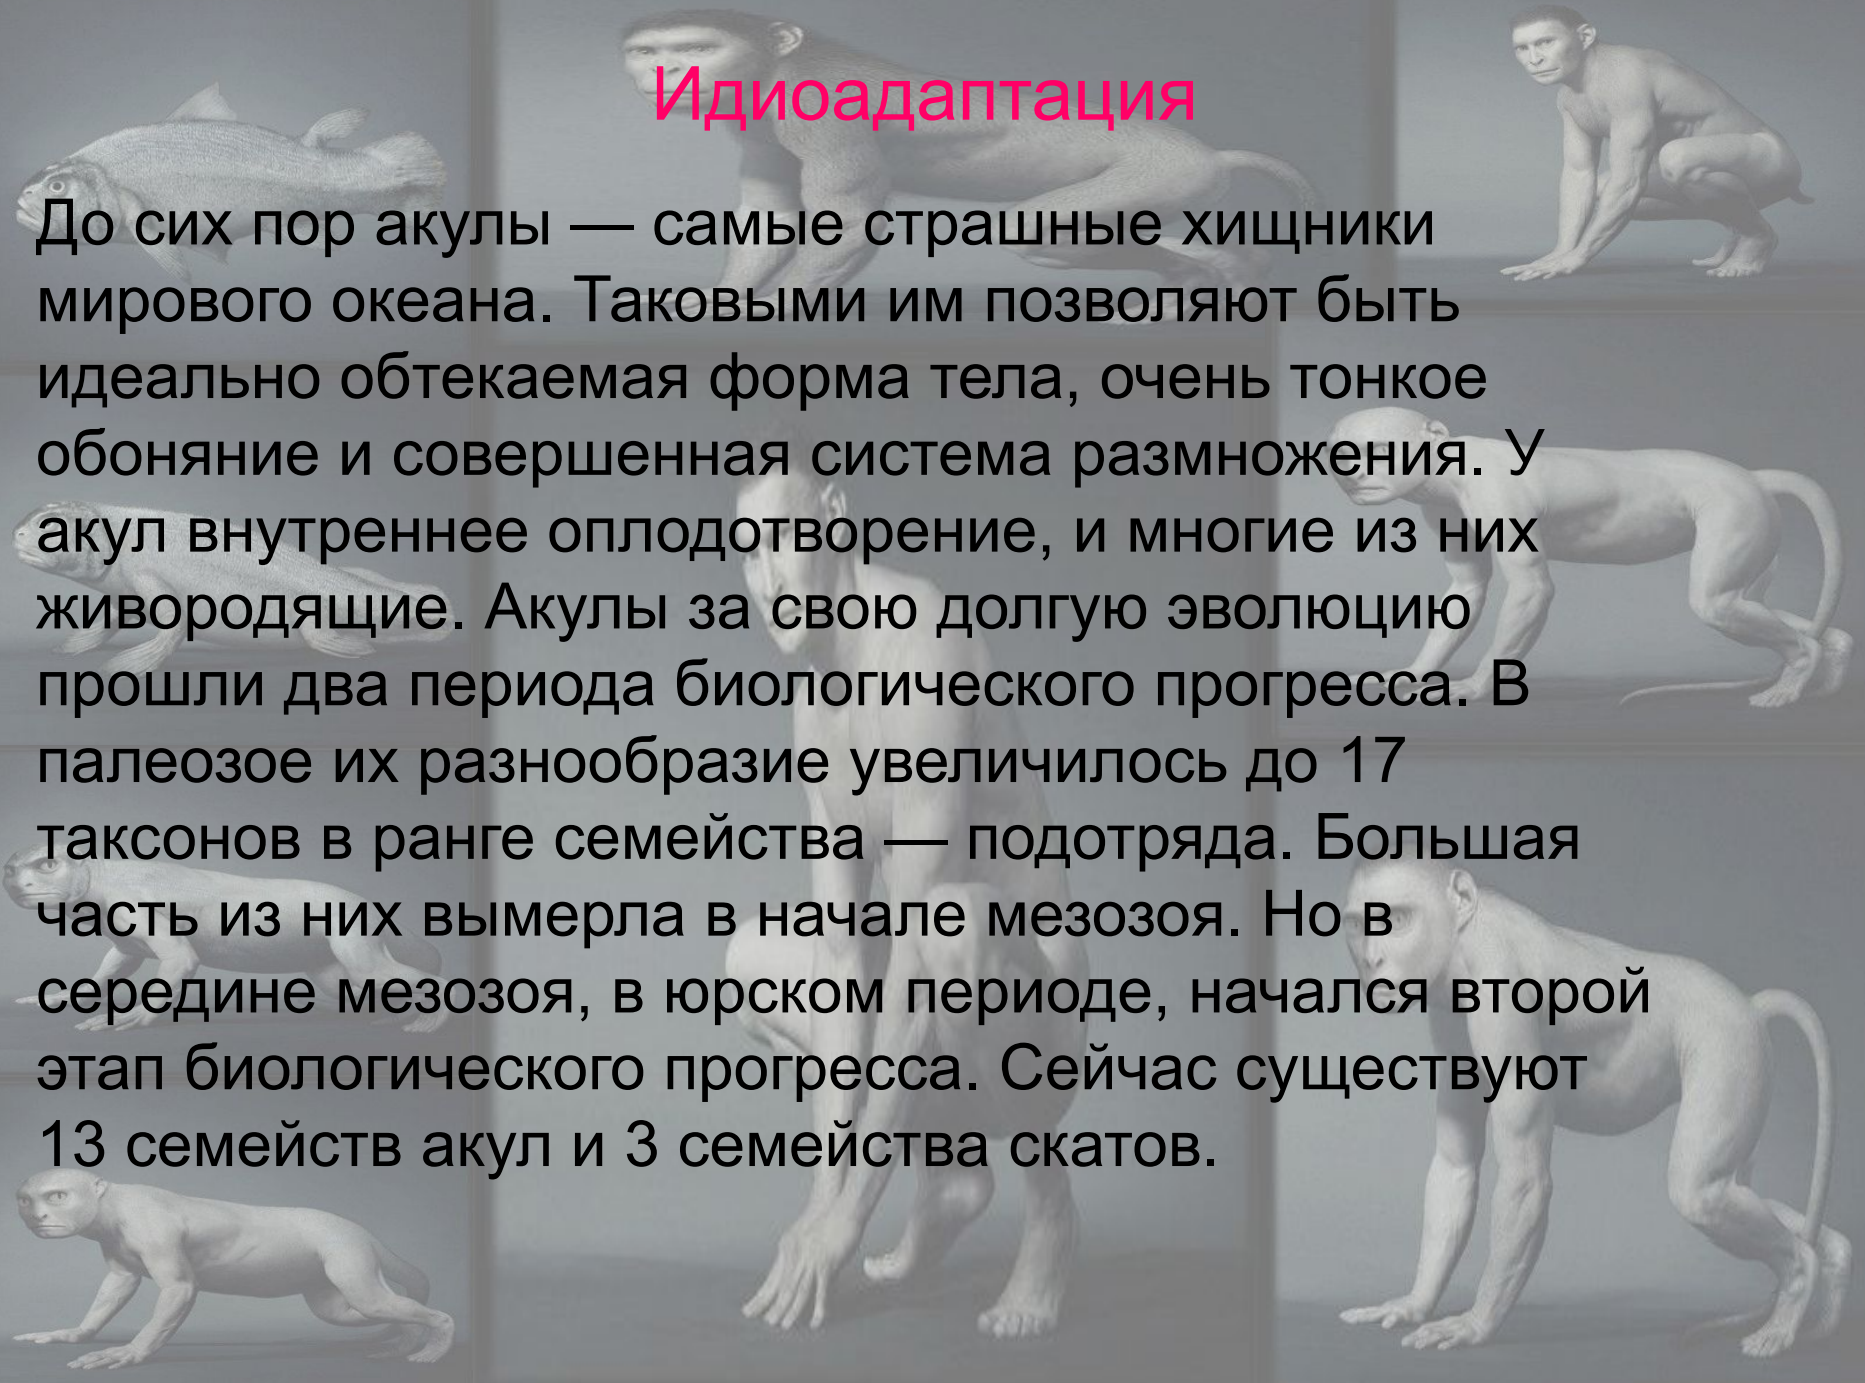 Идиоадаптация
До сих пор акулы — самые страшные хищники
мирового океана. Таковыми им позволяют быть
идеально обтекаемая форма тела, очень тонкое
обоняние и совершенная система размножения. У
акул внутреннее оплодотворение, и многие из них
живородящие. Акулы за свою долгую эволюцию
прошли два периода биологического прогресса. В
палеозое их разнообразие увеличилось до 17
таксонов в ранге семейства — подотряда. Большая
часть из них вымерла в начале мезозоя. Но в
середине мезозоя, в юрском периоде, начался второй
этап биологического прогресса. Сейчас существуют
13 семейств акул и 3 семейства скатов.